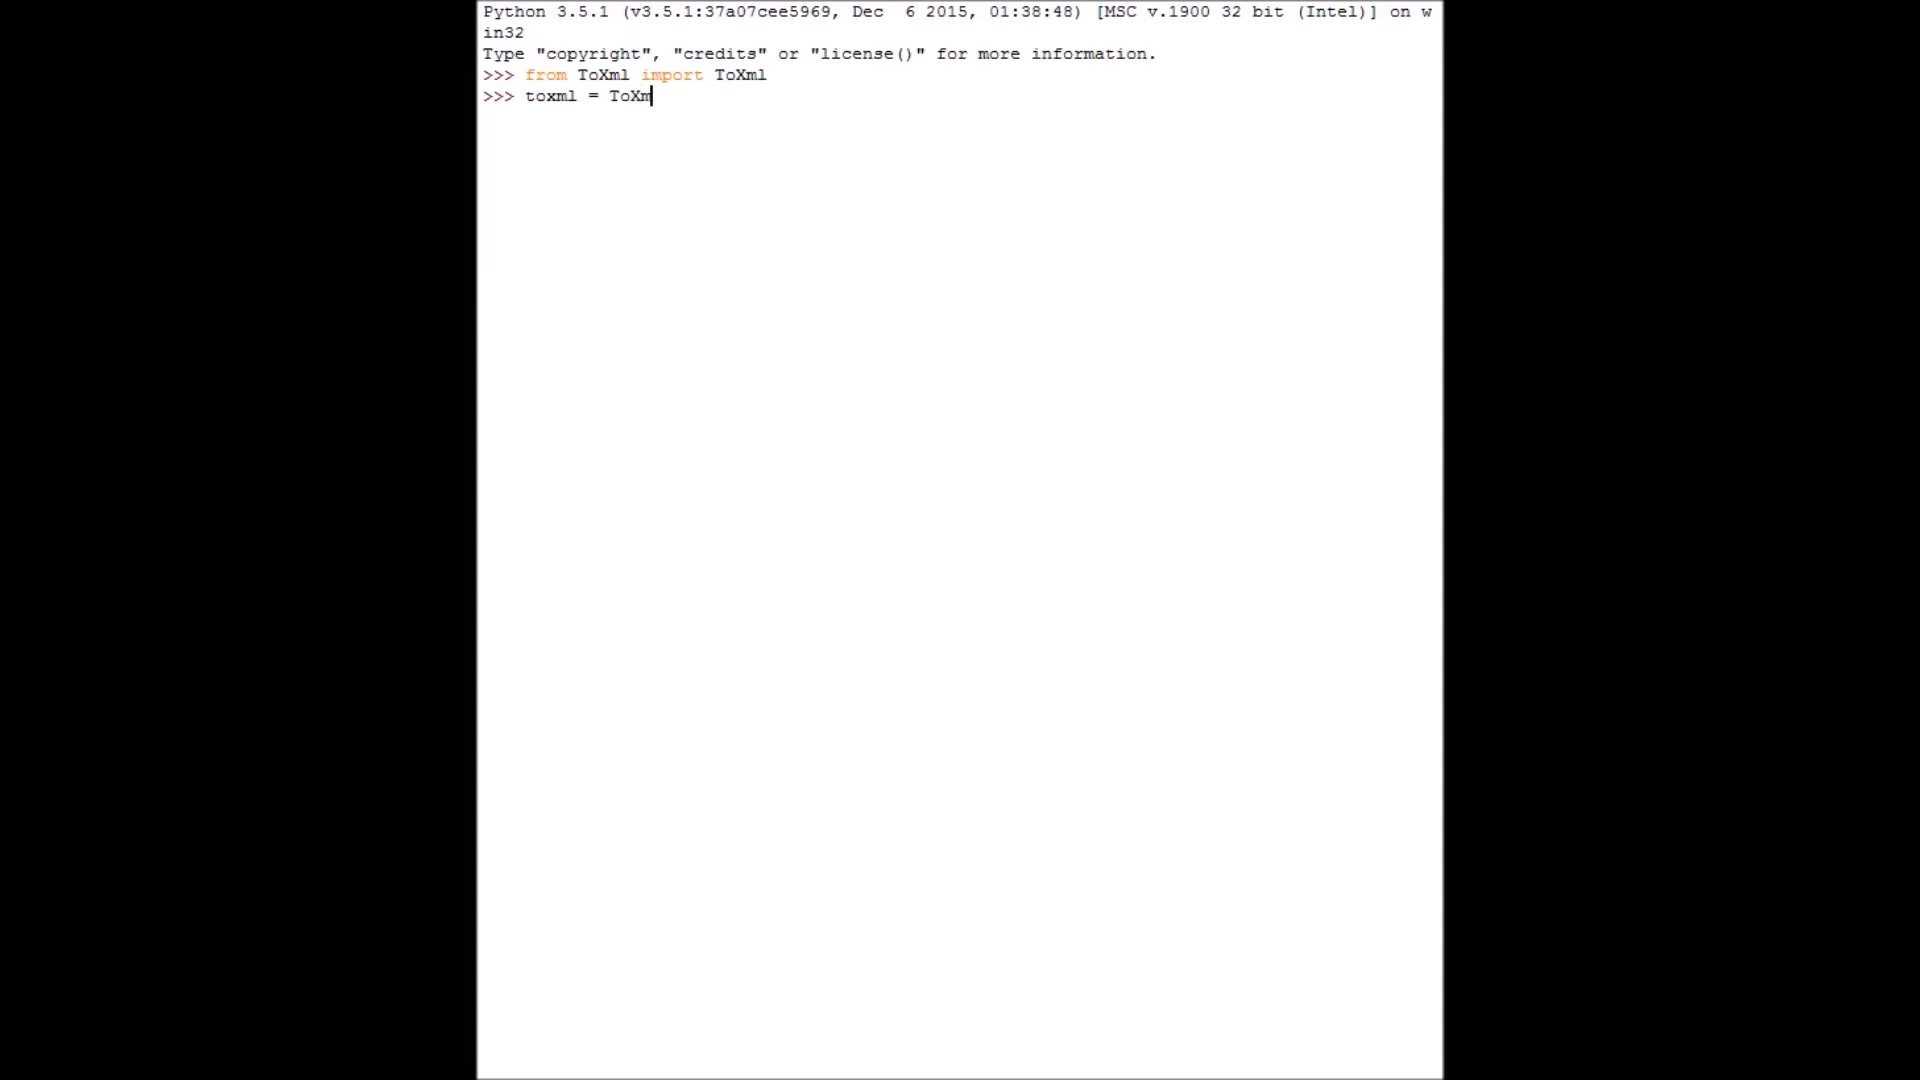 Python 3.5.1 (v3.5.1:37a07cee5969, Dec  6 2015, 01:38:48) [MSC v.1900 32 bit (Intel)] on w
in32
Type "copyright", "credits" or "license()" for more information.
>>> from ToXml import ToXml
>>> toxml = ToXm